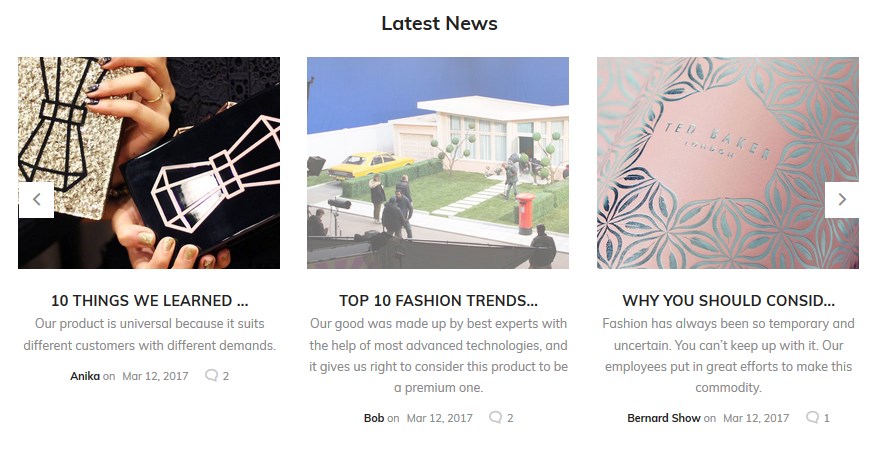 Latest News
TED BAKER
LONDON
10 THINGS WE LEARNED ...
Our product is universal because it suits
different customers with different demands.
Anika on Mar 12, 2017 2
TOP 10 FASHION TRENDS...
Our good was made up by best experts with
the help of most advanced technologies, and
it gives us right to consider this product to be
a premium one.
Bob on Mar 12, 2017 2
WHY YOU SHOULD CONSID...
Fashion has always been so temporary and
uncertain. You can't keep up with it. Our
employees put in great efforts to make this
commodity.
Bernard Show on Mar 12, 2017 1